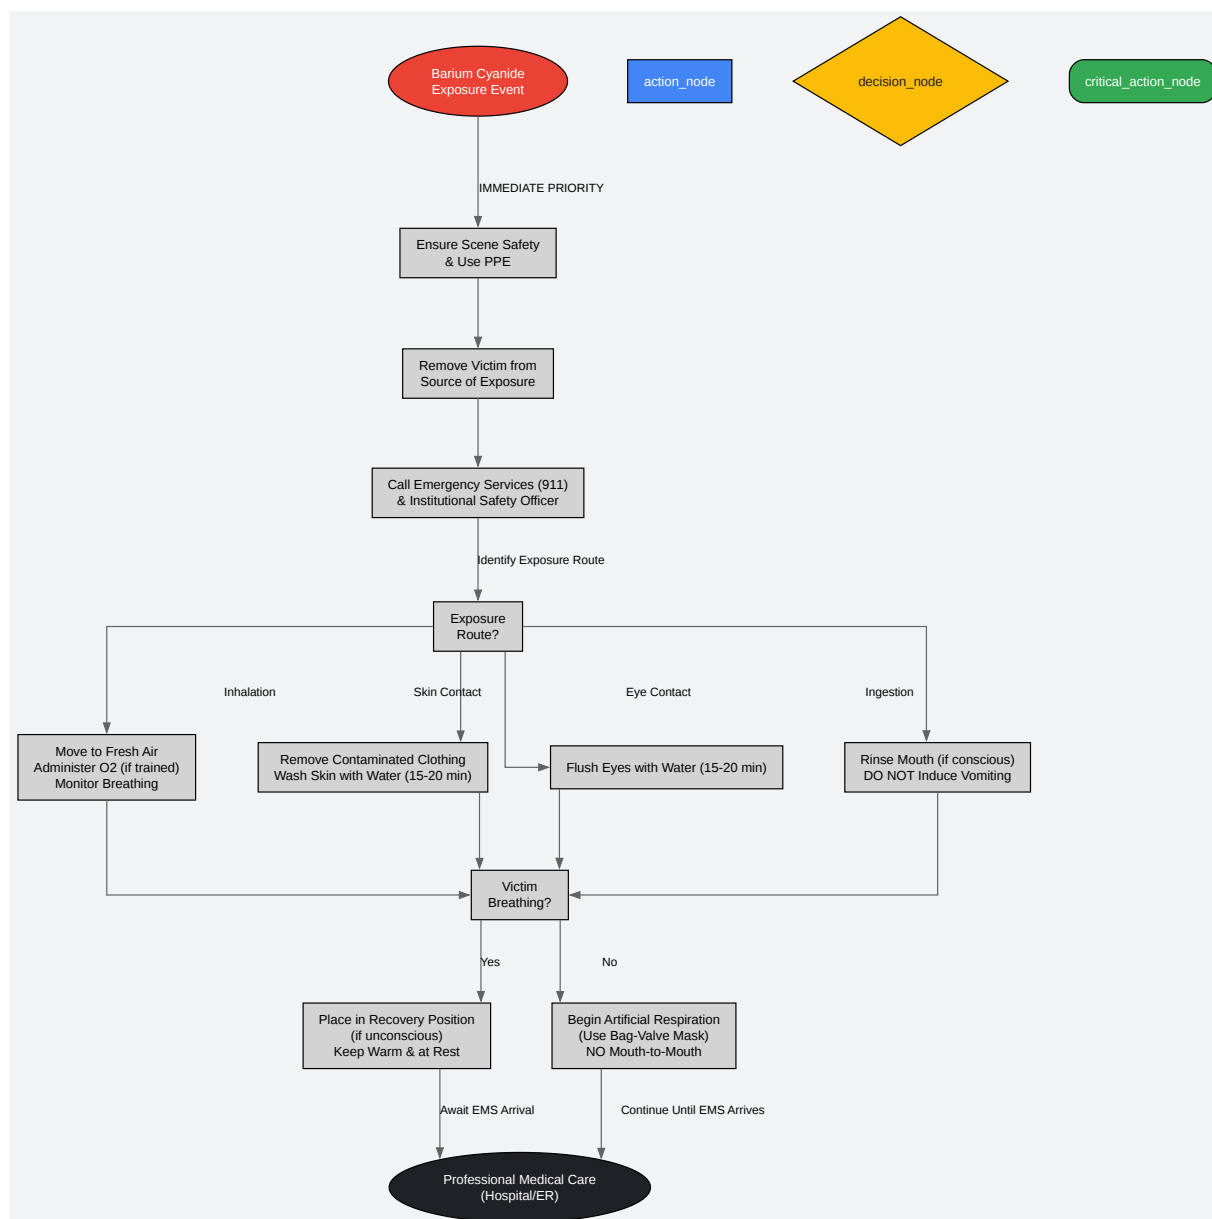 Barium Cyanide
Exposure Event
action_node
decision_node
critical_action_node
IMMEDIATE PRIORITY
Ensure Scene Safety
& Use PPE
Remove Victim from
Source of Exposure
Call Emergency Services (911)
& Institutional Safety Officer
Identify Exposure Route
Exposure
Route?
Inhalation
Skin Contact
Eye Contact
Ingestion
Move to Fresh Air
Administer O2 (if trained)
Monitor Breathing
Remove Contaminated Clothing
Wash Skin with Water (15-20 min)
Flush Eyes with Water (15-20 min)
Rinse Mouth (if conscious)
DO NOT Induce Vomiting
Victim
Breathing?
Yes
No
Place in Recovery Position
(if unconscious)
Keep Warm & at Rest
Begin Artificial Respiration
(Use Bag-Valve Mask)
NO Mouth-to-Mouth
Await EMS Arrival
Continue Until EMS Arrives
Professional Medical Care
(Hospital/ER)